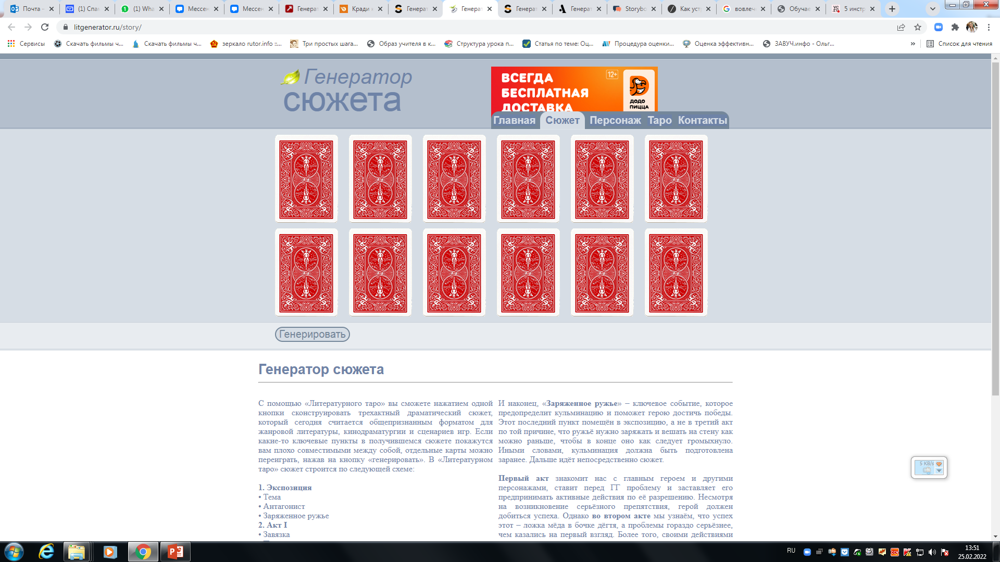 Почта -
(1) Спам
(1) Wha
Мессен
Мессен
Генерат
Кради к
Генерат
Генерат
Генерат
Генерат
Storybo
Как уст
вовлеч
Обучае
5 инстр
litgenerator.ru/story/
Сервисы
Скачать фильмы ч...
Скачать фильмы ч...
зеркало rutor.info ::...
Три простых шага...
Образ учителя в к...
Структура урока п...
Статья по теме: Оц...
Процедура оценки...
Оценка эффективн...
ЗАВУЧ.инфо - Ольг...
»
Список для чтения
Генератор
сюжета
ВСЕГДА
БЕСПЛАТНАЯ
ДОСТАВКА
12+
ДОДО
ПИЦЦА
Главная Сюжет Персонаж Таро Контакты
Генерировать
Генератор сюжета
С помощью «Литературного таро» вы сможете нажатием одной
кнопки сконструировать трехактный драматический сюжет,
который сегодня считается общепризнанным форматом для
жанровой литературы, кинодраматургии и сценариев игр. Если
какие-то ключевые пункты в получившемся сюжете покажутся
вам плохо совместимыми между собой, отдельные карты можно
переиграть, нажав на кнопку «генерировать». В «Литературном
таро» сюжет строится по следующей схеме:
1. Экспозиция
• Тема
• Антагонист
• Заряженное ружье
2. Акт I
• Завязка
И наконец, «Заряженное ружье» – ключевое событие, которое
предопределит кульминацию и поможет герою достичь победы.
Этот последний пункт помещён в экспозицию, а не в третий акт
по той причине, что ружьё нужно заряжать и вешать на стену как
можно раньше, чтобы в конце оно как следует громыхнуло.
Иными словами, кульминация должна быть подготовлена
заранее. Дальше идёт непосредственно сюжет.
Первый акт знакомит нас с главным героем и другими
персонажами, ставит перед ГГ проблему и заставляет его
предпринимать активные действия по её разрешению. Несмотря
на возникновение серьёзного препятствия, герой должен
добиться успеха. Однако во втором акте мы узнаём, что успех
этот – ложка мёда в бочке дёгтя, а проблемы гораздо серьёзнее,
чем казались на первый взгляд. Более того, своими действиями
5 KB/s
RU
13:51
25.02.2022